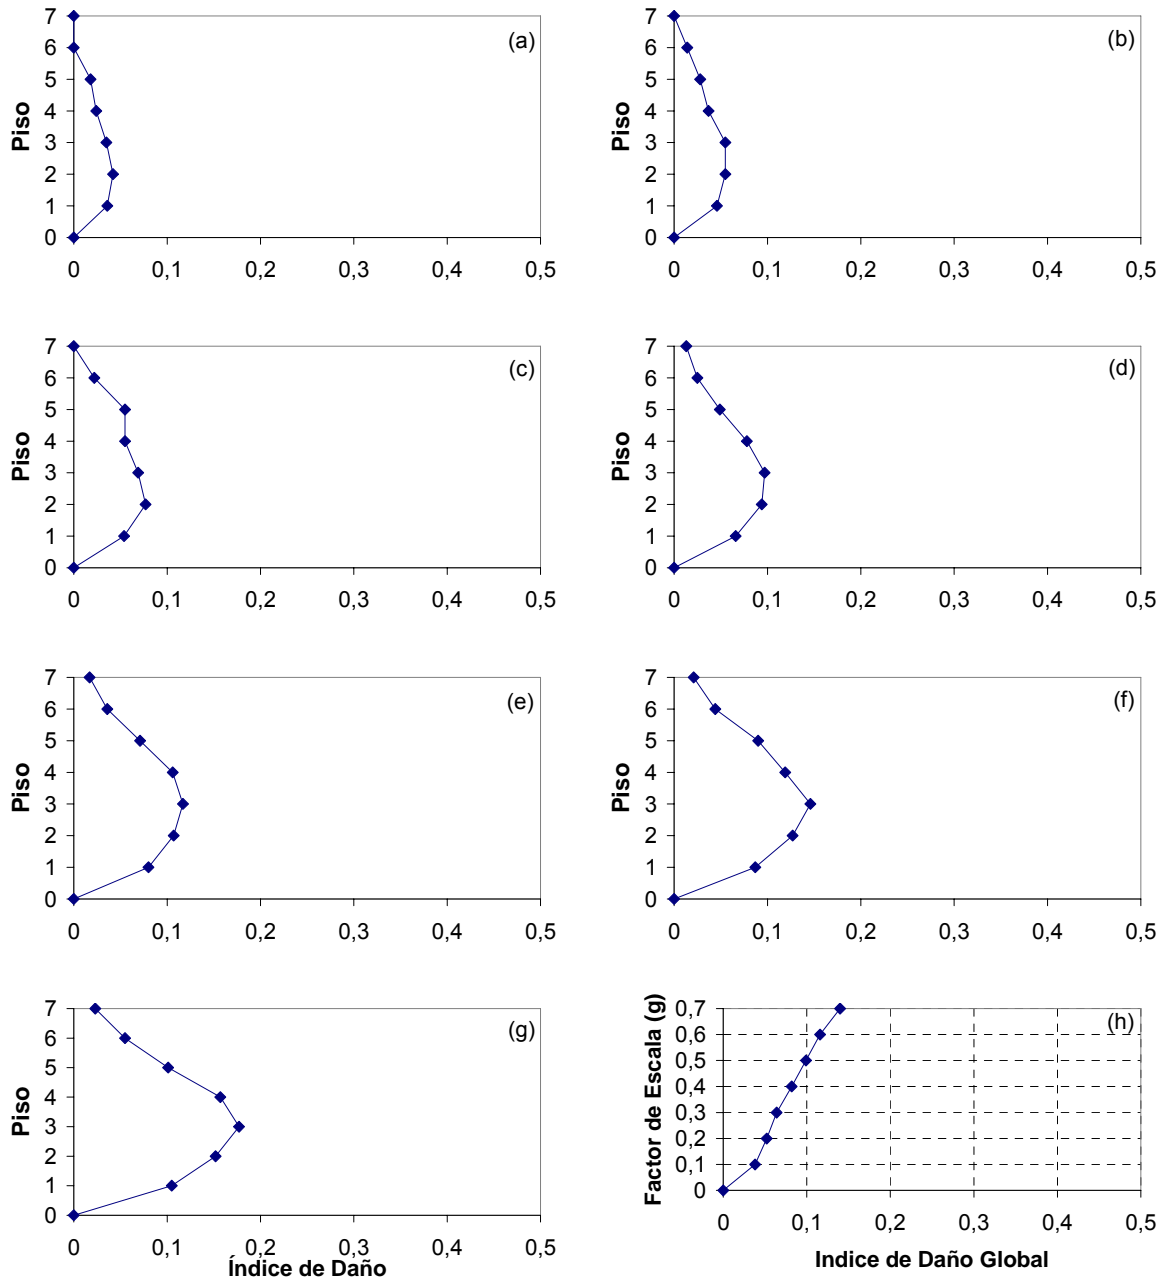 (a)
Piso
7
6
5
4
3
2
1
0
0 0,1 0,2 0,3 0,4 0,5
(b)
Piso
7
6
5
4
3
2
1
0
0 0,1 0,2 0,3 0,4 0,5
(c)
Piso
7
6
5
4
3
2
1
0
0 0,1 0,2 0,3 0,4 0,5
(d)
Piso
7
6
5
4
3
2
1
0
0 0,1 0,2 0,3 0,4 0,5
(e)
Piso
7
6
5
4
3
2
1
0
0 0,1 0,2 0,3 0,4 0,5
(f)
Piso
7
6
5
4
3
2
1
0
0 0,1 0,2 0,3 0,4 0,5
(g)
Piso
7
6
5
4
3
2
1
0
0 0,1 0,2 0,3 0,4 0,5
Índice de Daño
(h)
Factor de Escala (g)
0,7
0,6
0,5
0,4
0,3
0,2
0,1
0
0 0,1 0,2 0,3 0,4 0,5
Indice de Daño Global